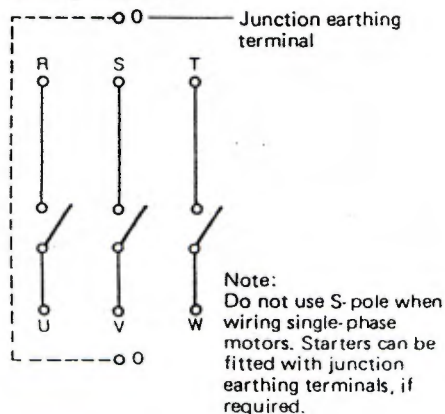 0 Junction earthing
terminal
R S T
U V W
0
Note:
Do not use S-pole when
wiring single-phase
motors. Starters can be
fitted with junction
earthing terminals, if
required.